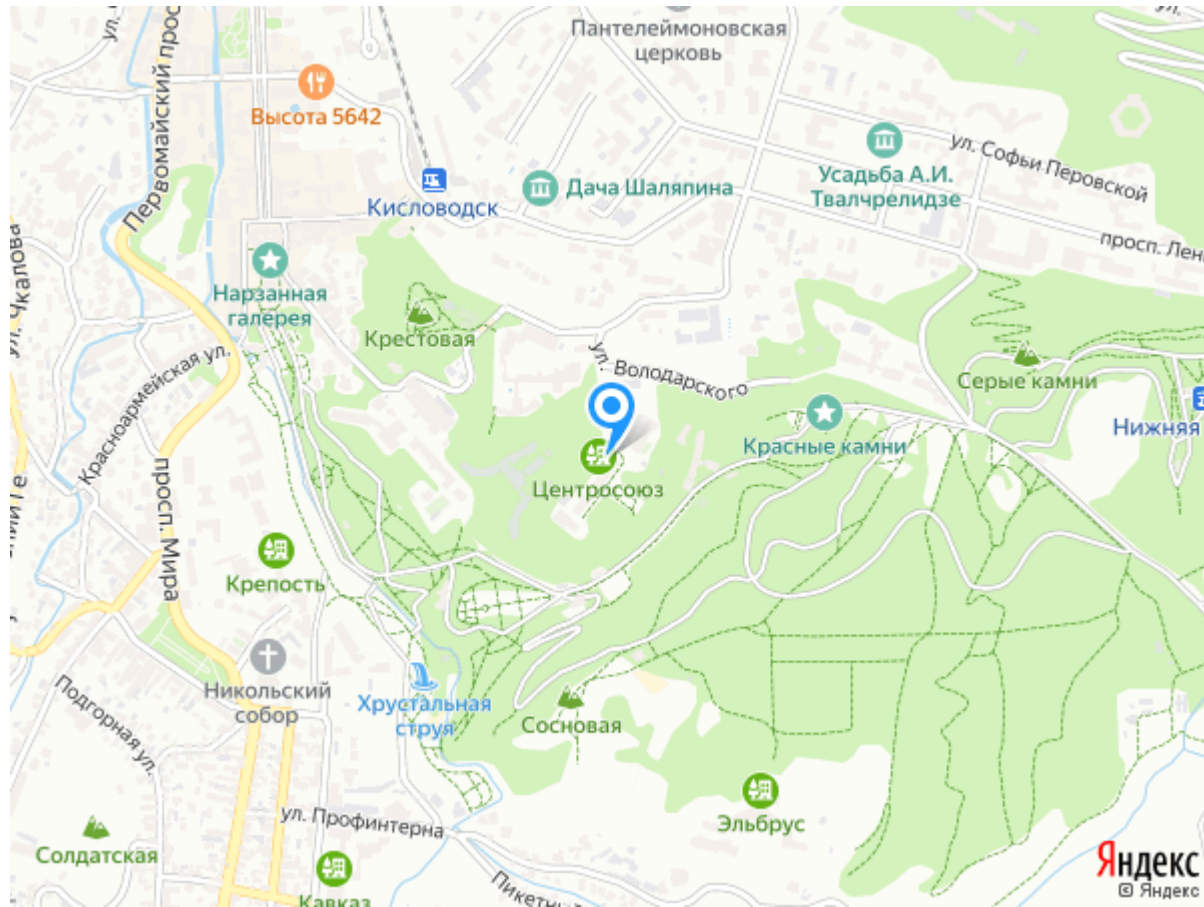 ул.
Пантелеймоновская
церковь
Высота 5642
Первомайский прос
ул. Софьи Перовской
Усадьба А.И.
Твалчрелидзе
Дача Шаляпина
Кисловодск
просп. Лен
ул. Чкалова
Нарзанная
галерея
Крестовая
ул. Володарского
Серые камни
Красноармейская ул.
Красные камни
Нижняя
Центросоюз
просп. Мира
Крепость
Никольский
собор
Хрустальная
струя
Сосновая
Подгорная ул.
ул. Профинтерна
Эльбрус
Солдатская
Кавказ
Пикетны
Яндекс
© Яндекс